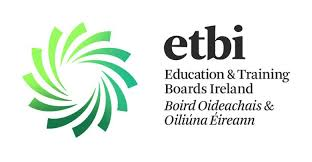 etbi
Education & Training
Boards Ireland
Boird Oideachais &
Oiliúna Éireann